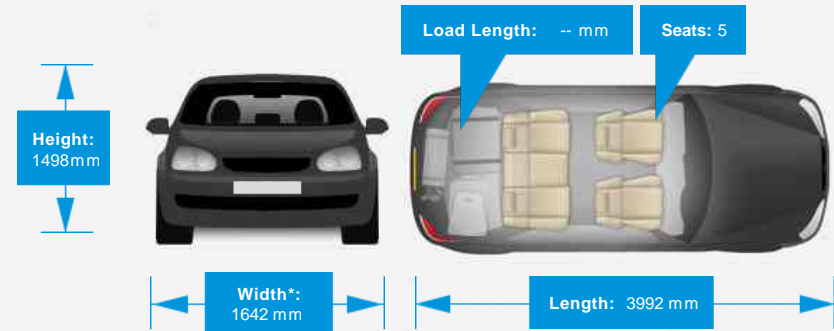 Load Length: -- mm
Seats: 5
Height:
1498mm
Width*:
1642 mm
Length: 3992 mm